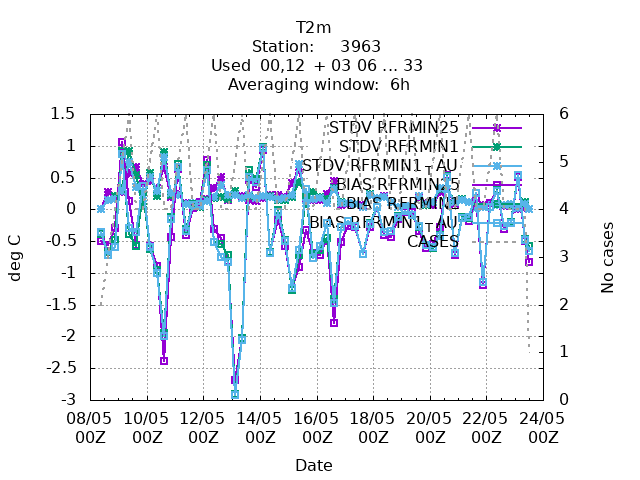 T2m
Station: 3963
Used 00,12 + 03 06 ... 33
Averaging window: 6h
deg C
1.5
1
0.5
0
-0.5
-1
-1.5
-2
-2.5
-3
6
5
4
3
2
1
0
No cases
STDV RFRMIN25
STDV RFRMIN1
STDV RFRMIN1_TAU
BIAS RFRMIN25
BIAS RFRMIN1
BIAS RFRMIN1_TAU
CASES
08/05 10/05 12/05 14/05 16/05 18/05 20/05 22/05 24/05
00Z 00Z 00Z 00Z 00Z 00Z 00Z 00Z 00Z
Date